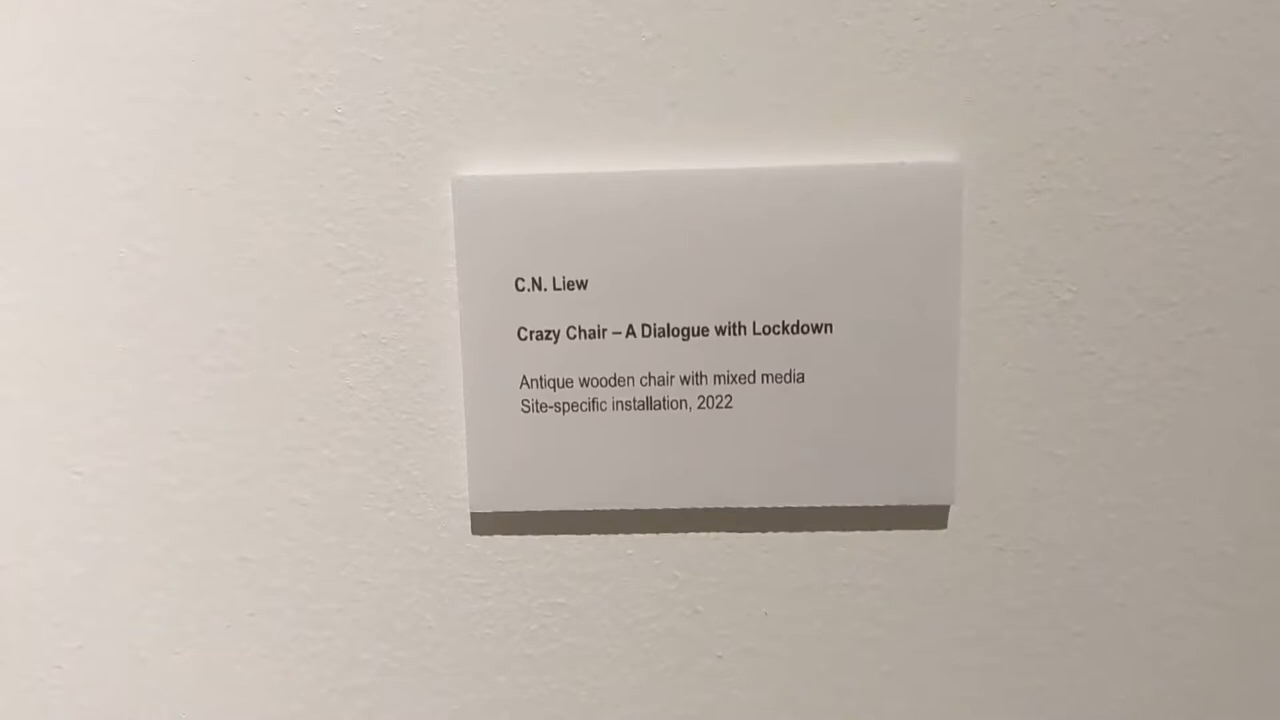 C.N. Liew
Crazy Chair – A Dialogue with Lockdown
Antique wooden chair with mixed media
Site-specific installation, 2022